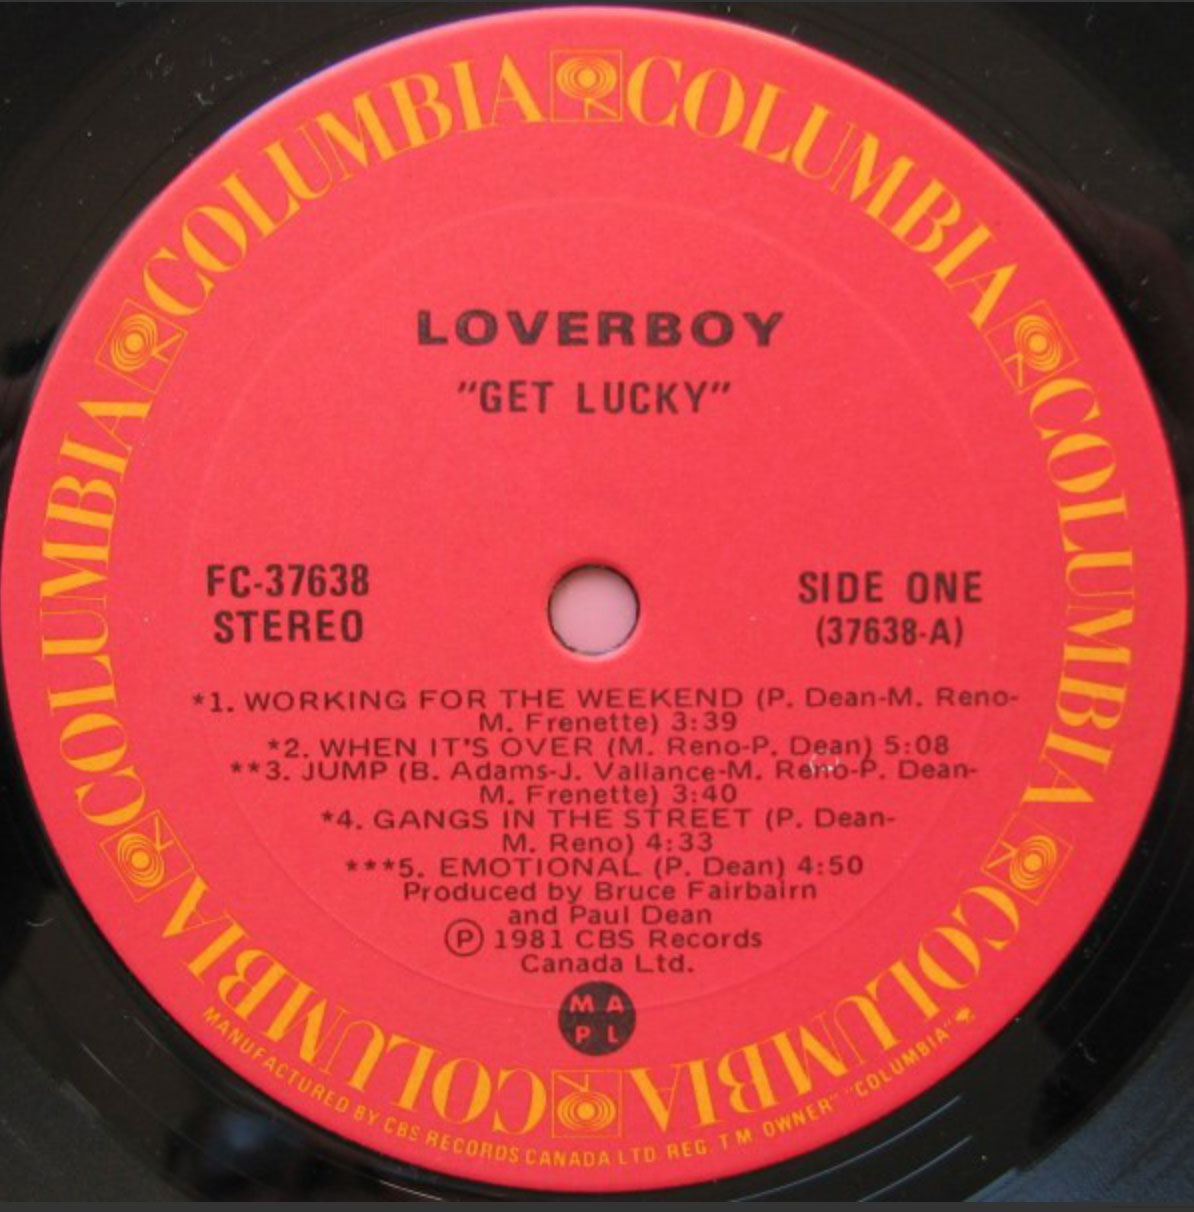 COLUMBIA COLUMBIA COLUMBIA COLUMBIA COLUMBIA COLUMBIA
LOVERBOY
"GET LUCKY"
FC-37638
STEREO
SIDE ONE
(37638-A)
*1. WORKING FOR THE WEEKEND (P. Dean-M. Reno-
M. Frenette) 3:39
*2. WHEN IT'S OVER (M. Reno-P. Dean) 5:08
**3. JUMP (B. Adams-J. Vallance-M. Reno-P. Dean-
M. Frenette) 3:40
*4. GANGS IN THE STREET (P. Dean-
M. Reno) 4:33
***5. EMOTIONAL (P. Dean) 4:50
Produced by Bruce Fairbairn
and Paul Dean
Ⓟ 1981 CBS Records
Canada Ltd.
M A
P L
MANUFACTURED BY CBS RECORDS CANADA LTD REG. T M OWNER" "COLUMBIA"